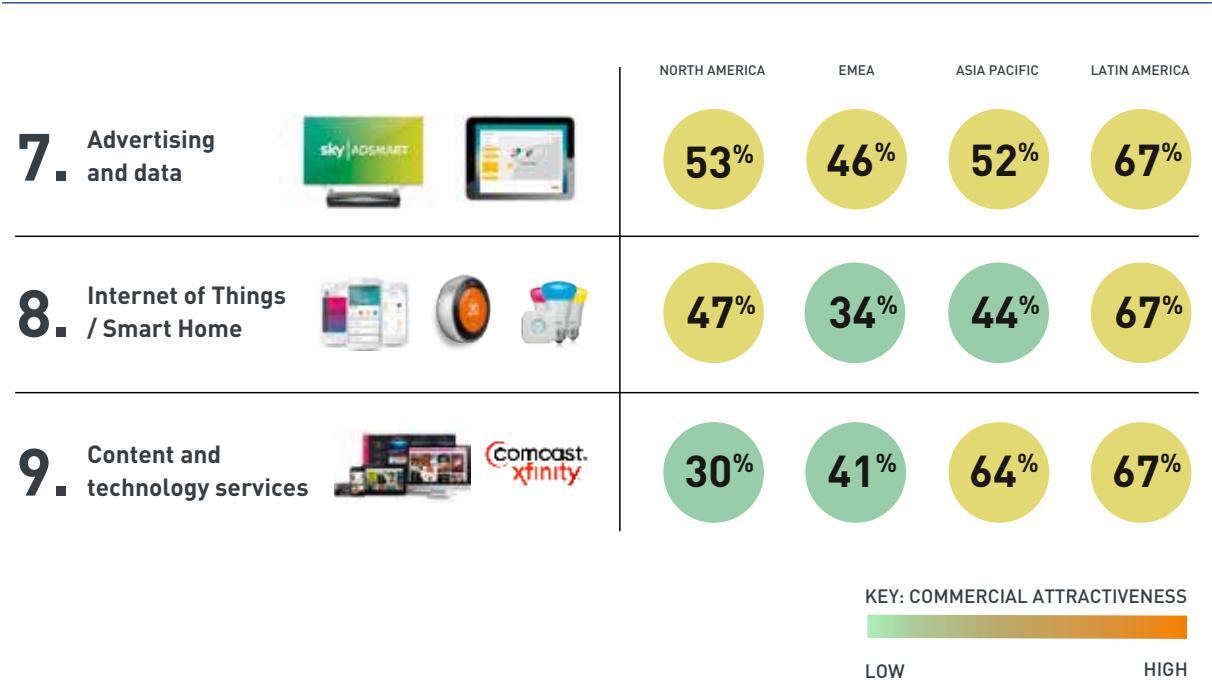 NORTH AMERICA EMEA ASIA PACIFIC LATIN AMERICA
7. Advertising
and data
sky ADSMART
53% 46% 52% 67%
8. Internet of Things
/ Smart Home
47% 34% 44% 67%
9. Content and
technology services
Comcast.
xfinity
30% 41% 64% 67%
KEY: COMMERCIAL ATTRACTIVENESS
LOW HIGH